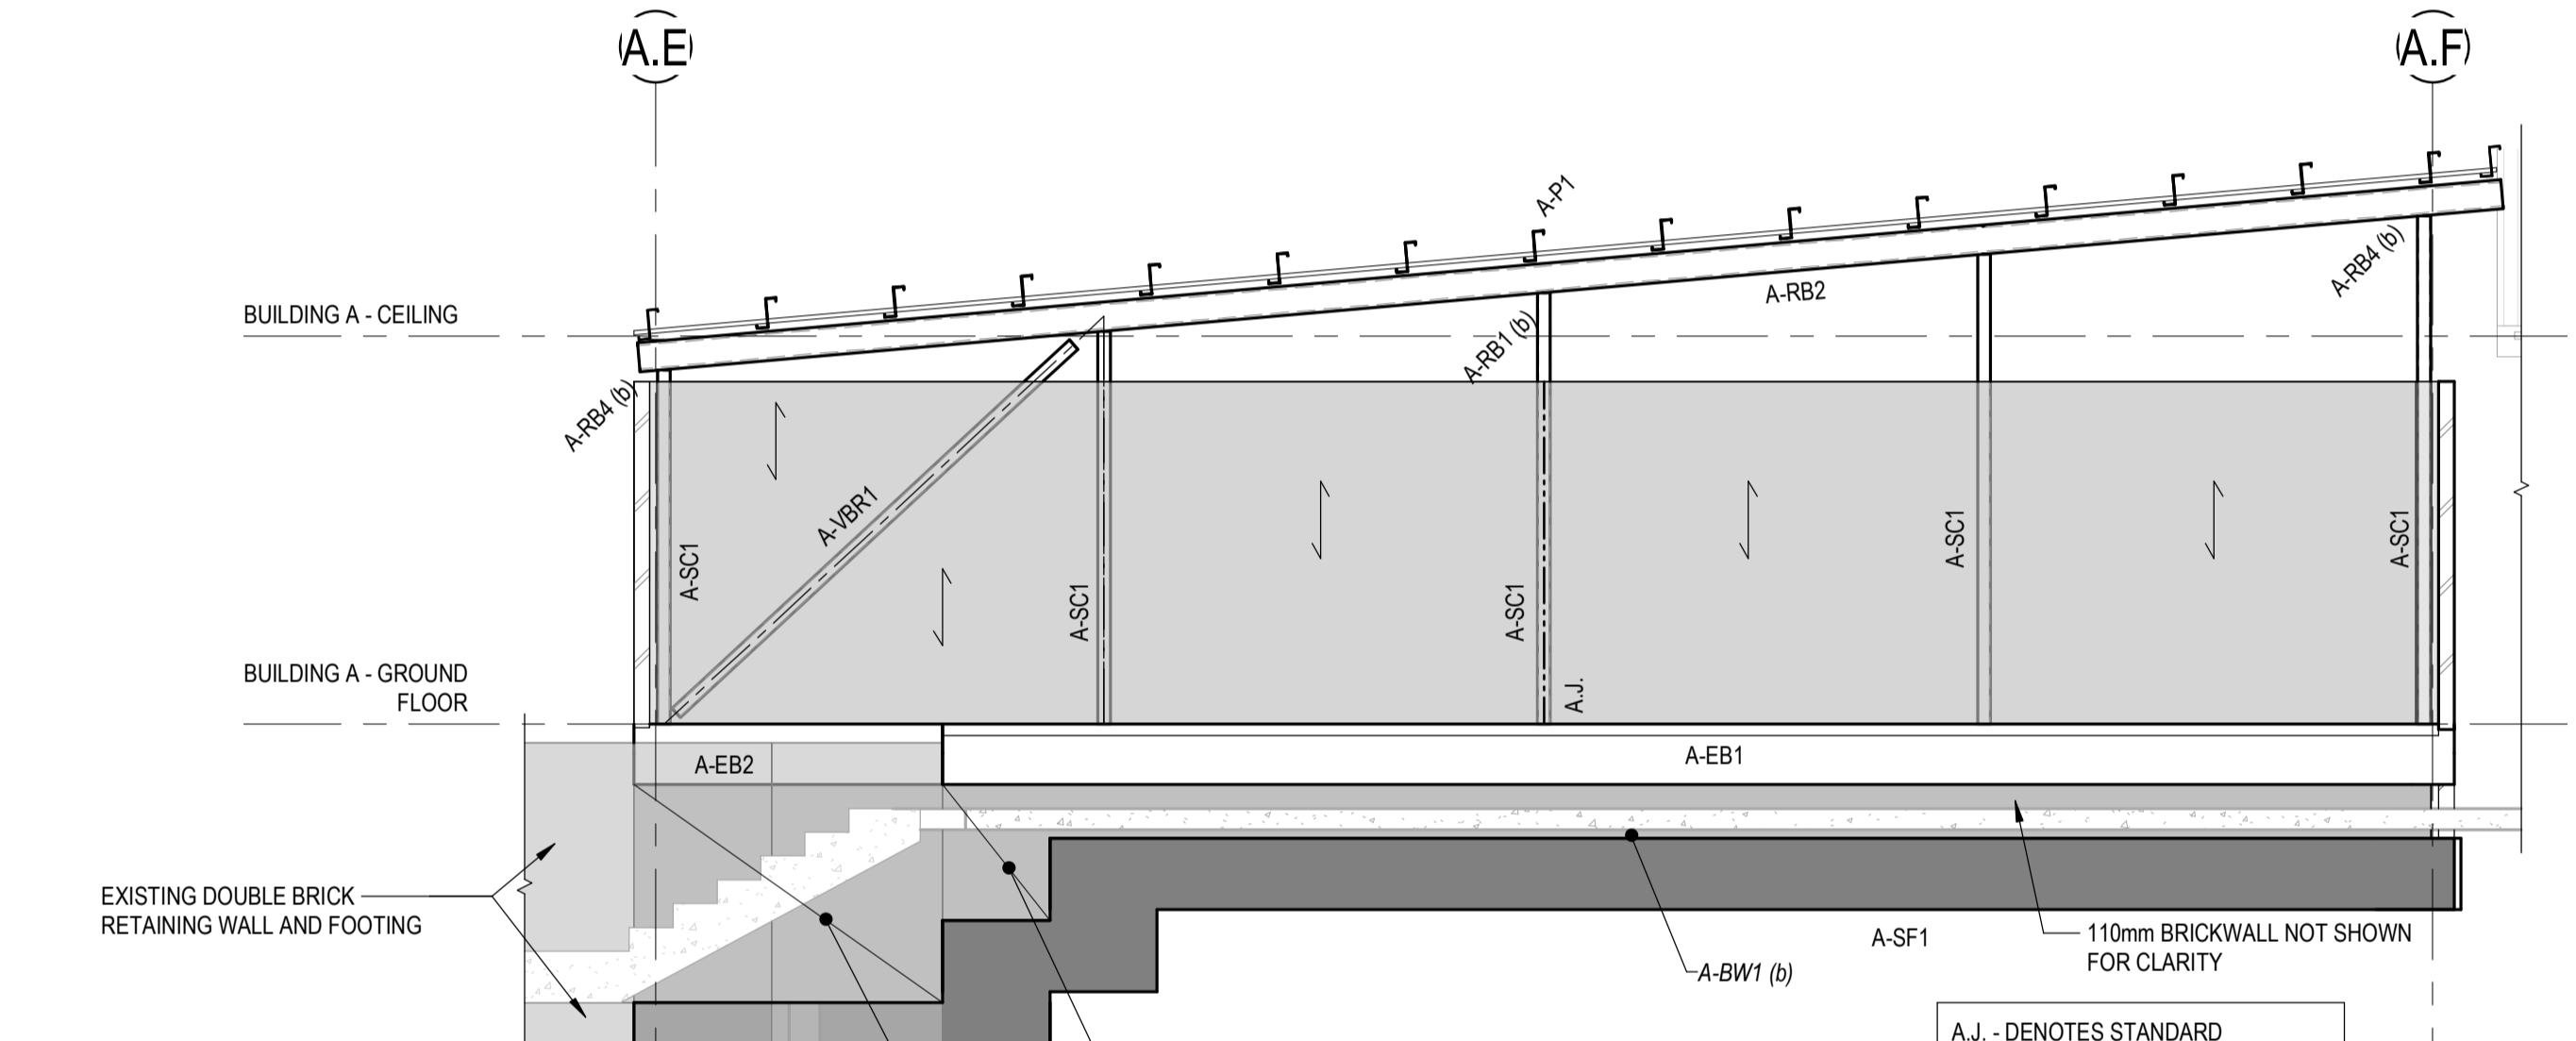 A.E
A.F
A-P1
A-RB4 (b)
A-RB2
BUILDING A - CEILING
A-RB1 (b)
A-RB4 (b)
A-VBR1
A-SC1
A-SC1
A-SC1
A-SC1
A-SC1
BUILDING A - GROUND
FLOOR
A.J.
A-EB2
A-EB1
EXISTING DOUBLE BRICK
RETAINING WALL AND FOOTING
A-SF1
110mm BRICKWALL NOT SHOWN
FOR CLARITY
A-BW1 (b)
A.J. - DENOTES STANDARD